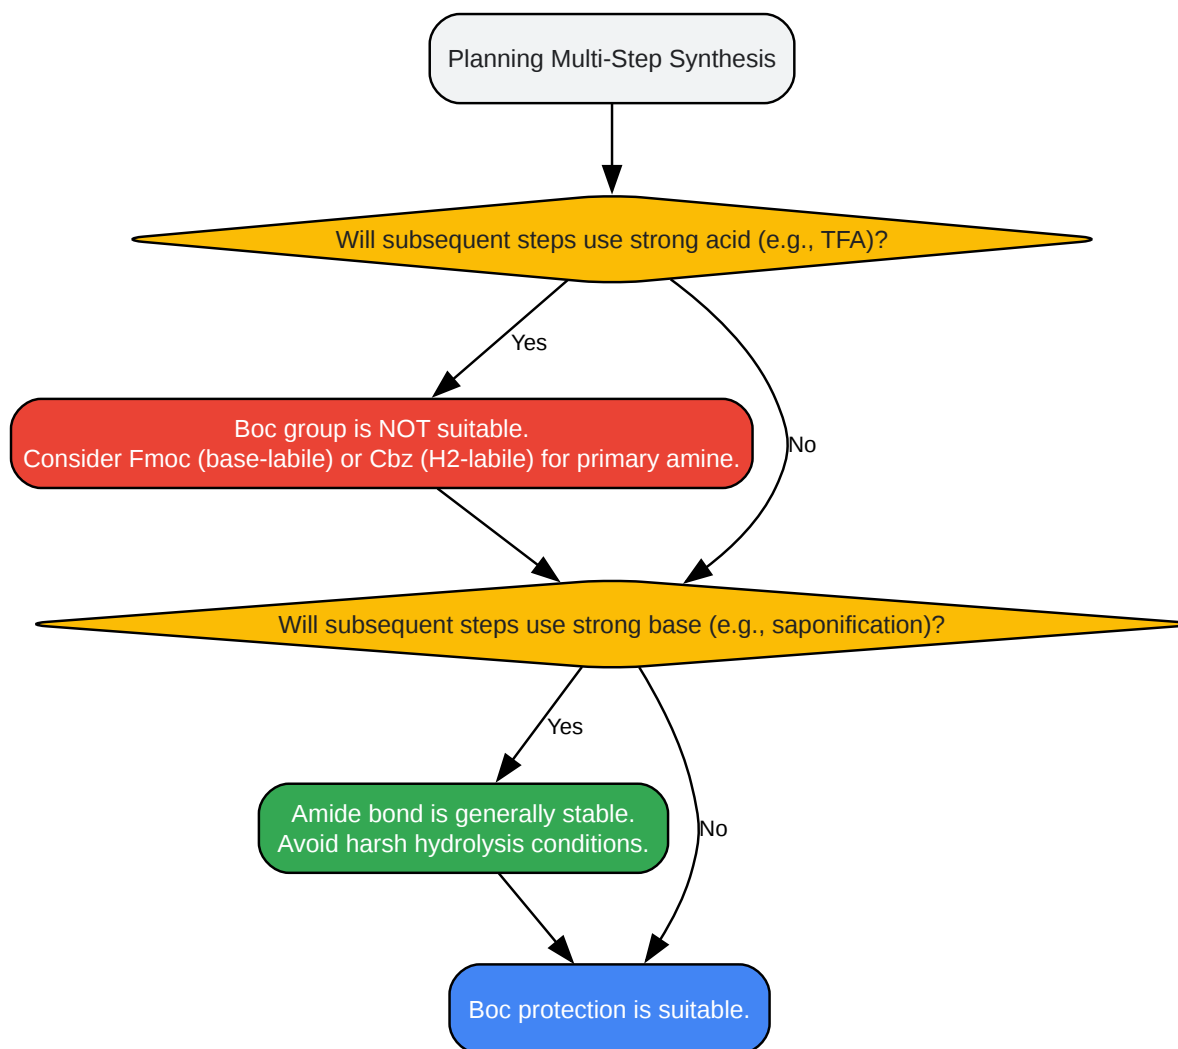 Planning Multi-Step Synthesis
Will subsequent steps use strong acid (e.g., TFA)?
Yes
Boc group is NOT suitable.
Consider Fmoc (base-labile) or Cbz (H2-labile) for primary amine.
No
Will subsequent steps use strong base (e.g., saponification)?
Yes
Amide bond is generally stable.
Avoid harsh hydrolysis conditions.
No
Boc protection is suitable.